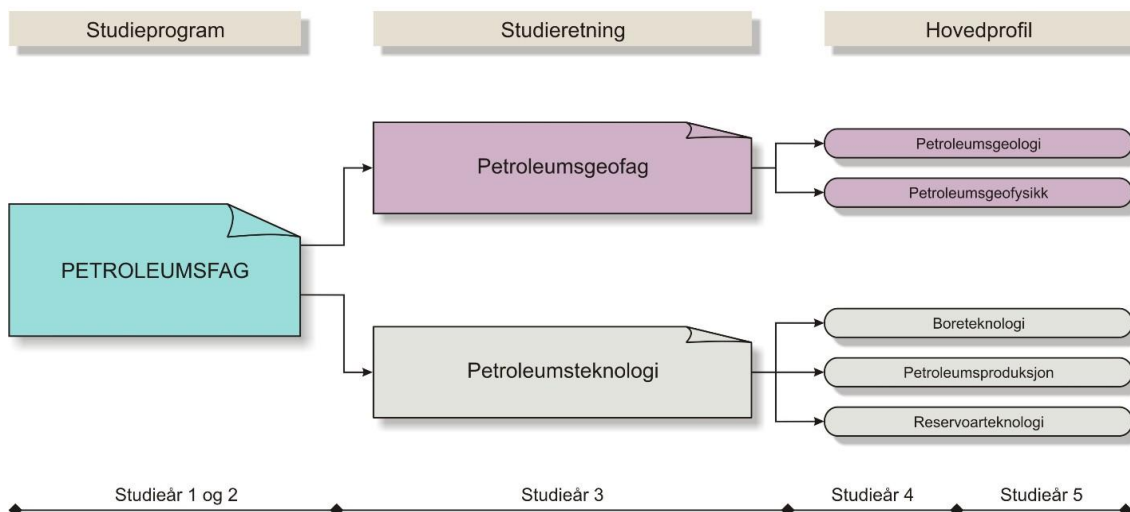 Studieprogram
Studieretning
Hovedprofil
PETROLEUMSFAG
Petroleumsgeofag
Petroleumsgeologi
Petroleumsgeofysikk
Petroleumsteknologi
Boreteknologi
Petroleumsproduksjon
Reservoarteknologi
Studieår 1 og 2
Studieår 3
Studieår 4
Studieår 5